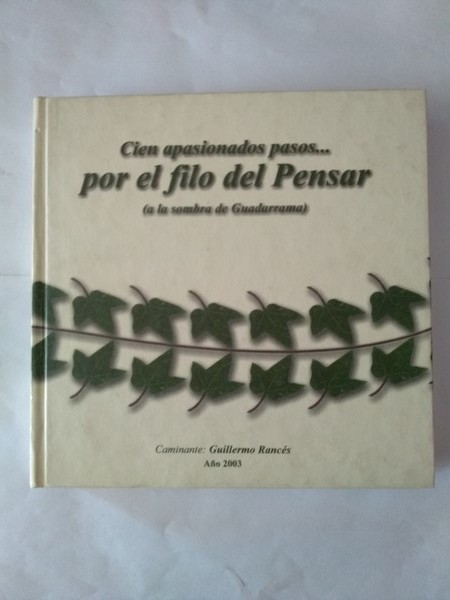 Cien apasionados pasos...
por el filo del Pensar
(a la sombra de Guadarrama)
Caminante: Guillermo Rancés
Año 2003